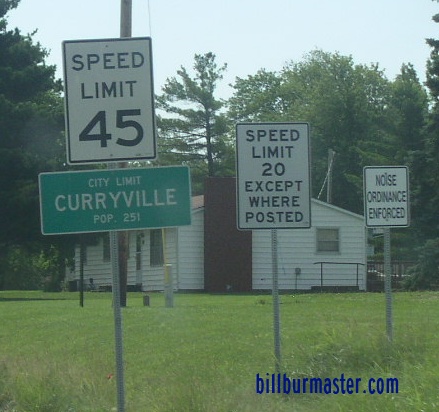 SPEED
LIMIT
45
CITY LIMIT
CURRYVILLE
POP. 251
SPEED
LIMIT
20
EXCEPT
WHERE
POSTED
NOISE
ORDINANCE
ENFORCED
billburmaster.com